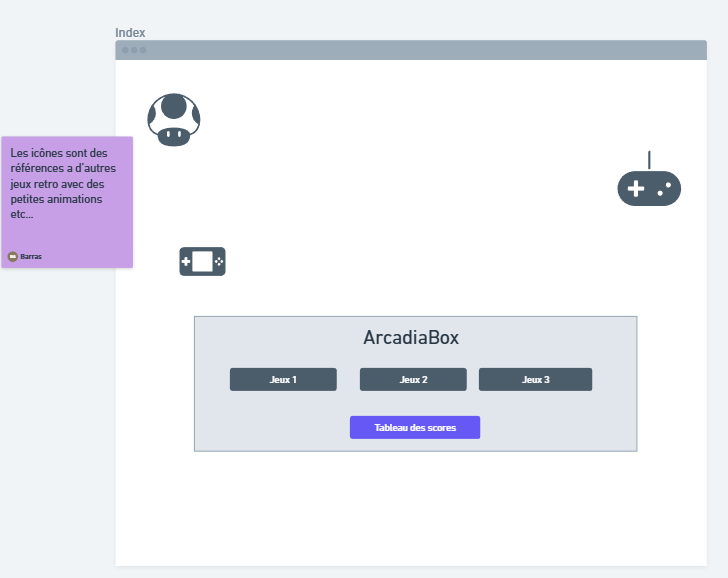 Index
Les icônes sont des
références a d'autres
jeux retro avec des
petites animations
etc...
Barras
ArcadiaBox
Jeux 1
Jeux 2
Jeux 3
Tableau des scores